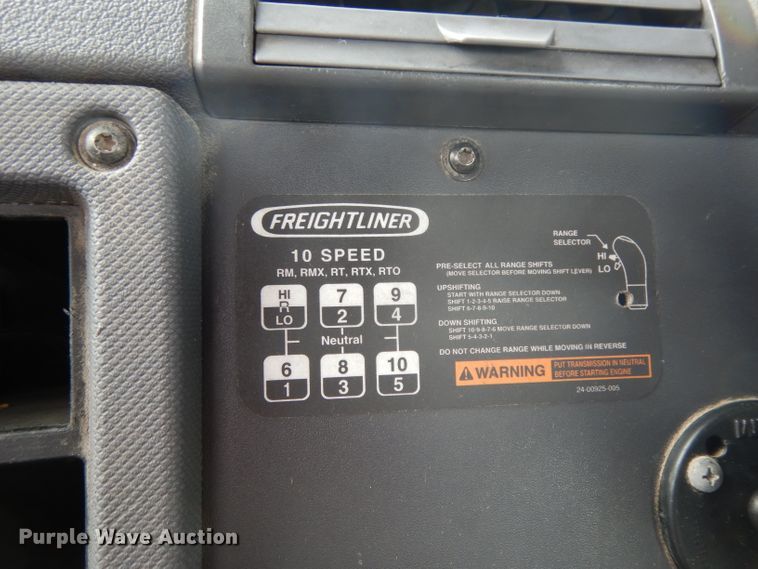 FREIGHTLINER
10 SPEED
RM, RMX, RT, RTX, RTO
HI 7 9
R
LO 2 4
Neutral
6 8 10
1 3 5
RANGE
SELECTOR
HI
LO
PRE-SELECT ALL RANGE SHIFTS
(MOVE SELECTOR BEFORE MOVING SHIFT LEVER)
UPSHIFTING
START WITH RANGE SELECTOR DOWN
SHIFT 1-2-3-4-5 RAISE RANGE SELECTOR
SHIFT 6-7-8-9-10
DOWN SHIFTING
SHIFT 10-9-8-7-6 MOVE RANGE SELECTOR DOWN
SHIFT 5-4-3-2-1
DO NOT CHANGE RANGE WHILE MOVING IN REVERSE
WARNING
PUT TRANSMISSION IN NEUTRAL
BEFORE STARTING ENGINE
24-00925-005
Purple Wave Auction